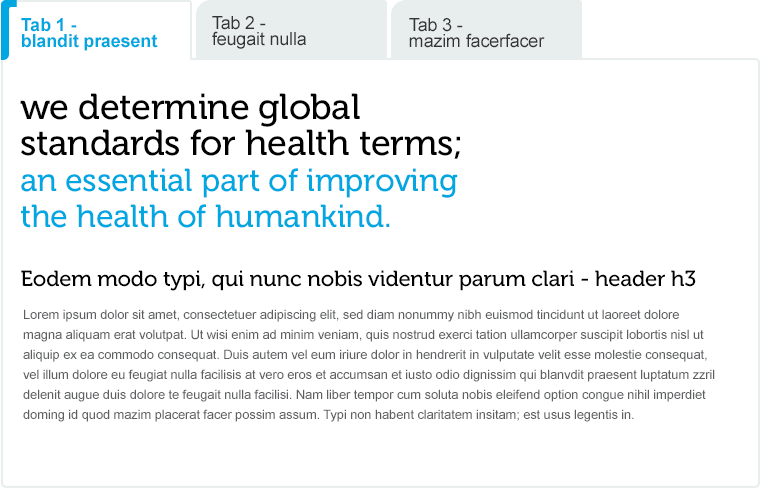 Tab 1 -
blandit praesent
Tab 2 -
feugait nulla
Tab 3 -
mazim facerfacer
we determine global
standards for health terms;
an essential part of improving
the health of humankind.
Eodem modo typi, qui nunc nobis videntur parum clari - header h3
Lorem ipsum dolor sit amet, consectetuer adipiscing elit, sed diam nonummy nibh euismod tincidunt ut laoreet dolore
magna aliquam erat volutpat. Ut wisi enim ad minim veniam, quis nostrud exerci tation ullamcorper suscipit lobortis nisl ut
aliquip ex ea commodo consequat. Duis autem vel eum iriure dolor in hendrerit in vulputate velit esse molestie consequat,
vel illum dolore eu feugiat nulla facilisis at vero eros et accumsan et iusto odio dignissim qui blanvdit praesent luptatum zzril
delenit augue duis dolore te feugait nulla facilisi. Nam liber tempor cum soluta nobis eleifend option congue nihil imperdiet
doming id quod mazim placerat facer possim assum. Typi non habent claritatem insitam; est usus legentis in.